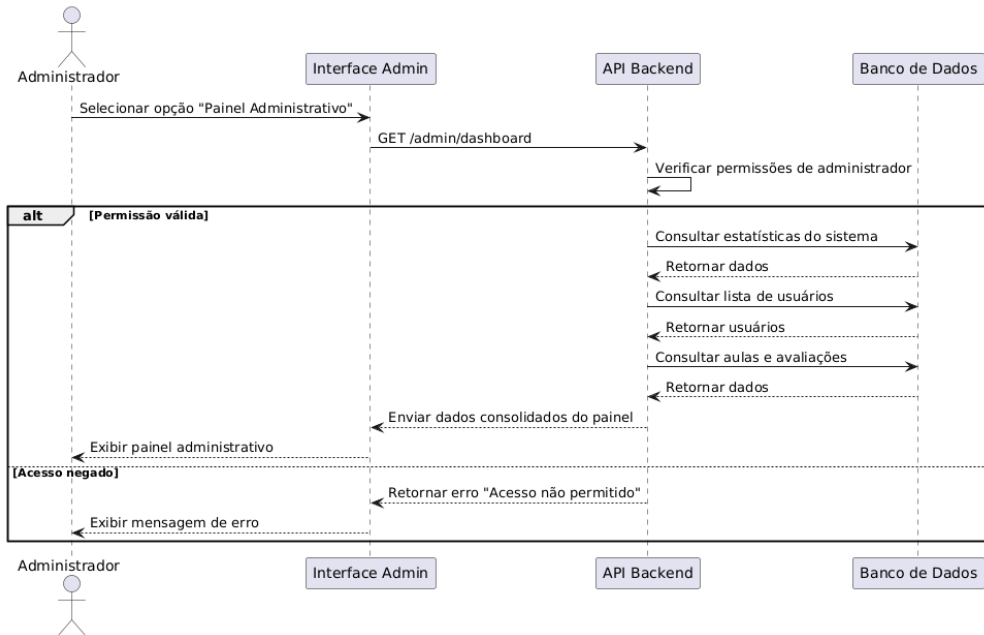 Administrador
Interface Admin
API Backend
Banco de Dados
Selecionar opção "Painel Administrativo"
GET /admin/dashboard
Verificar permissões de administrador
alt
[Permissão válida]
Consultar estatísticas do sistema
Retornar dados
Consultar lista de usuários
Retornar usuários
Consultar aulas e avaliações
Retornar dados
Enviar dados consolidados do painel
Exibir painel administrativo
[Acesso negado]
Retornar erro "Acesso não permitido"
Exibir mensagem de erro
Administrador
Interface Admin
API Backend
Banco de Dados